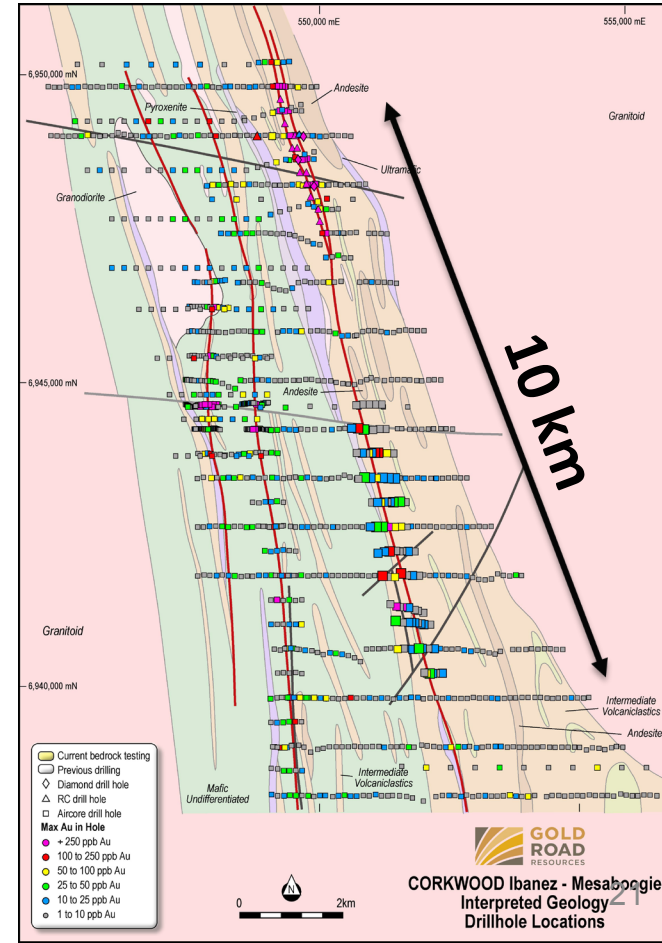 550,000 mE
555,000 mE
6,950,000 mN
Andesite
Pyroxerite
Granitoid
Ultramafic
Granodiorite
10 km
6,945,000 mN
Andesite
Granitoid
6,940,000 mN
Intermediate
Volcaniclastics
Andesite
Intermediate
Volcaniclastics
Mafic
Undifferentiated
Current bedrock testing
Previous drilling
Diamond drill hole
RC drill hole
Aircore drill hole
Max Au in Hole
+ 250 ppb Au
100 to 250 ppb Au
50 to 100 ppb Au
25 to 50 ppb Au
10 to 25 ppb Au
1 to 10 ppb Au
N
0 2km
GOLD
ROAD
RESOURCES
CORKWOOD Ibanez - Mesaboogie
Interpreted Geology
21
Drillhole Locations